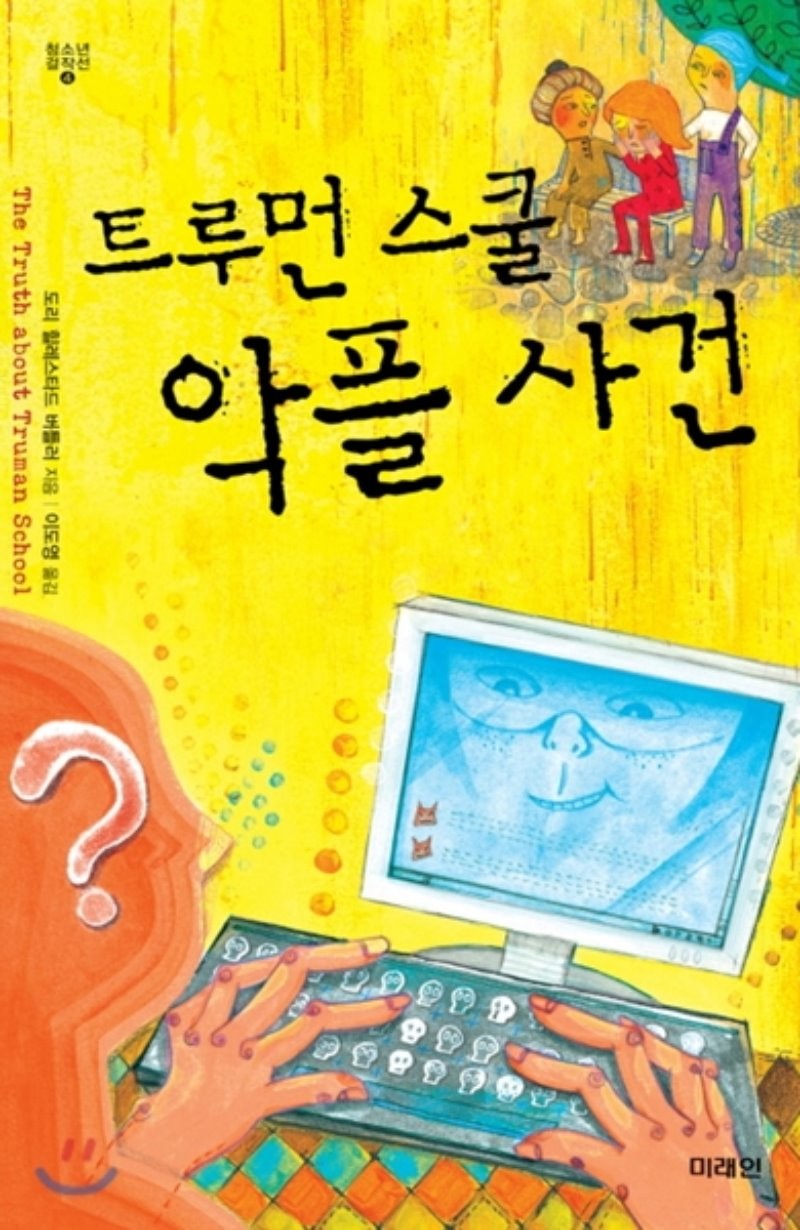 청소년
걸작선
4
트루먼 스쿨
악플 사건
The Truth about Truman School
도리 힐레스타드 버틀러 지음 | 이도영 옮김
미래인